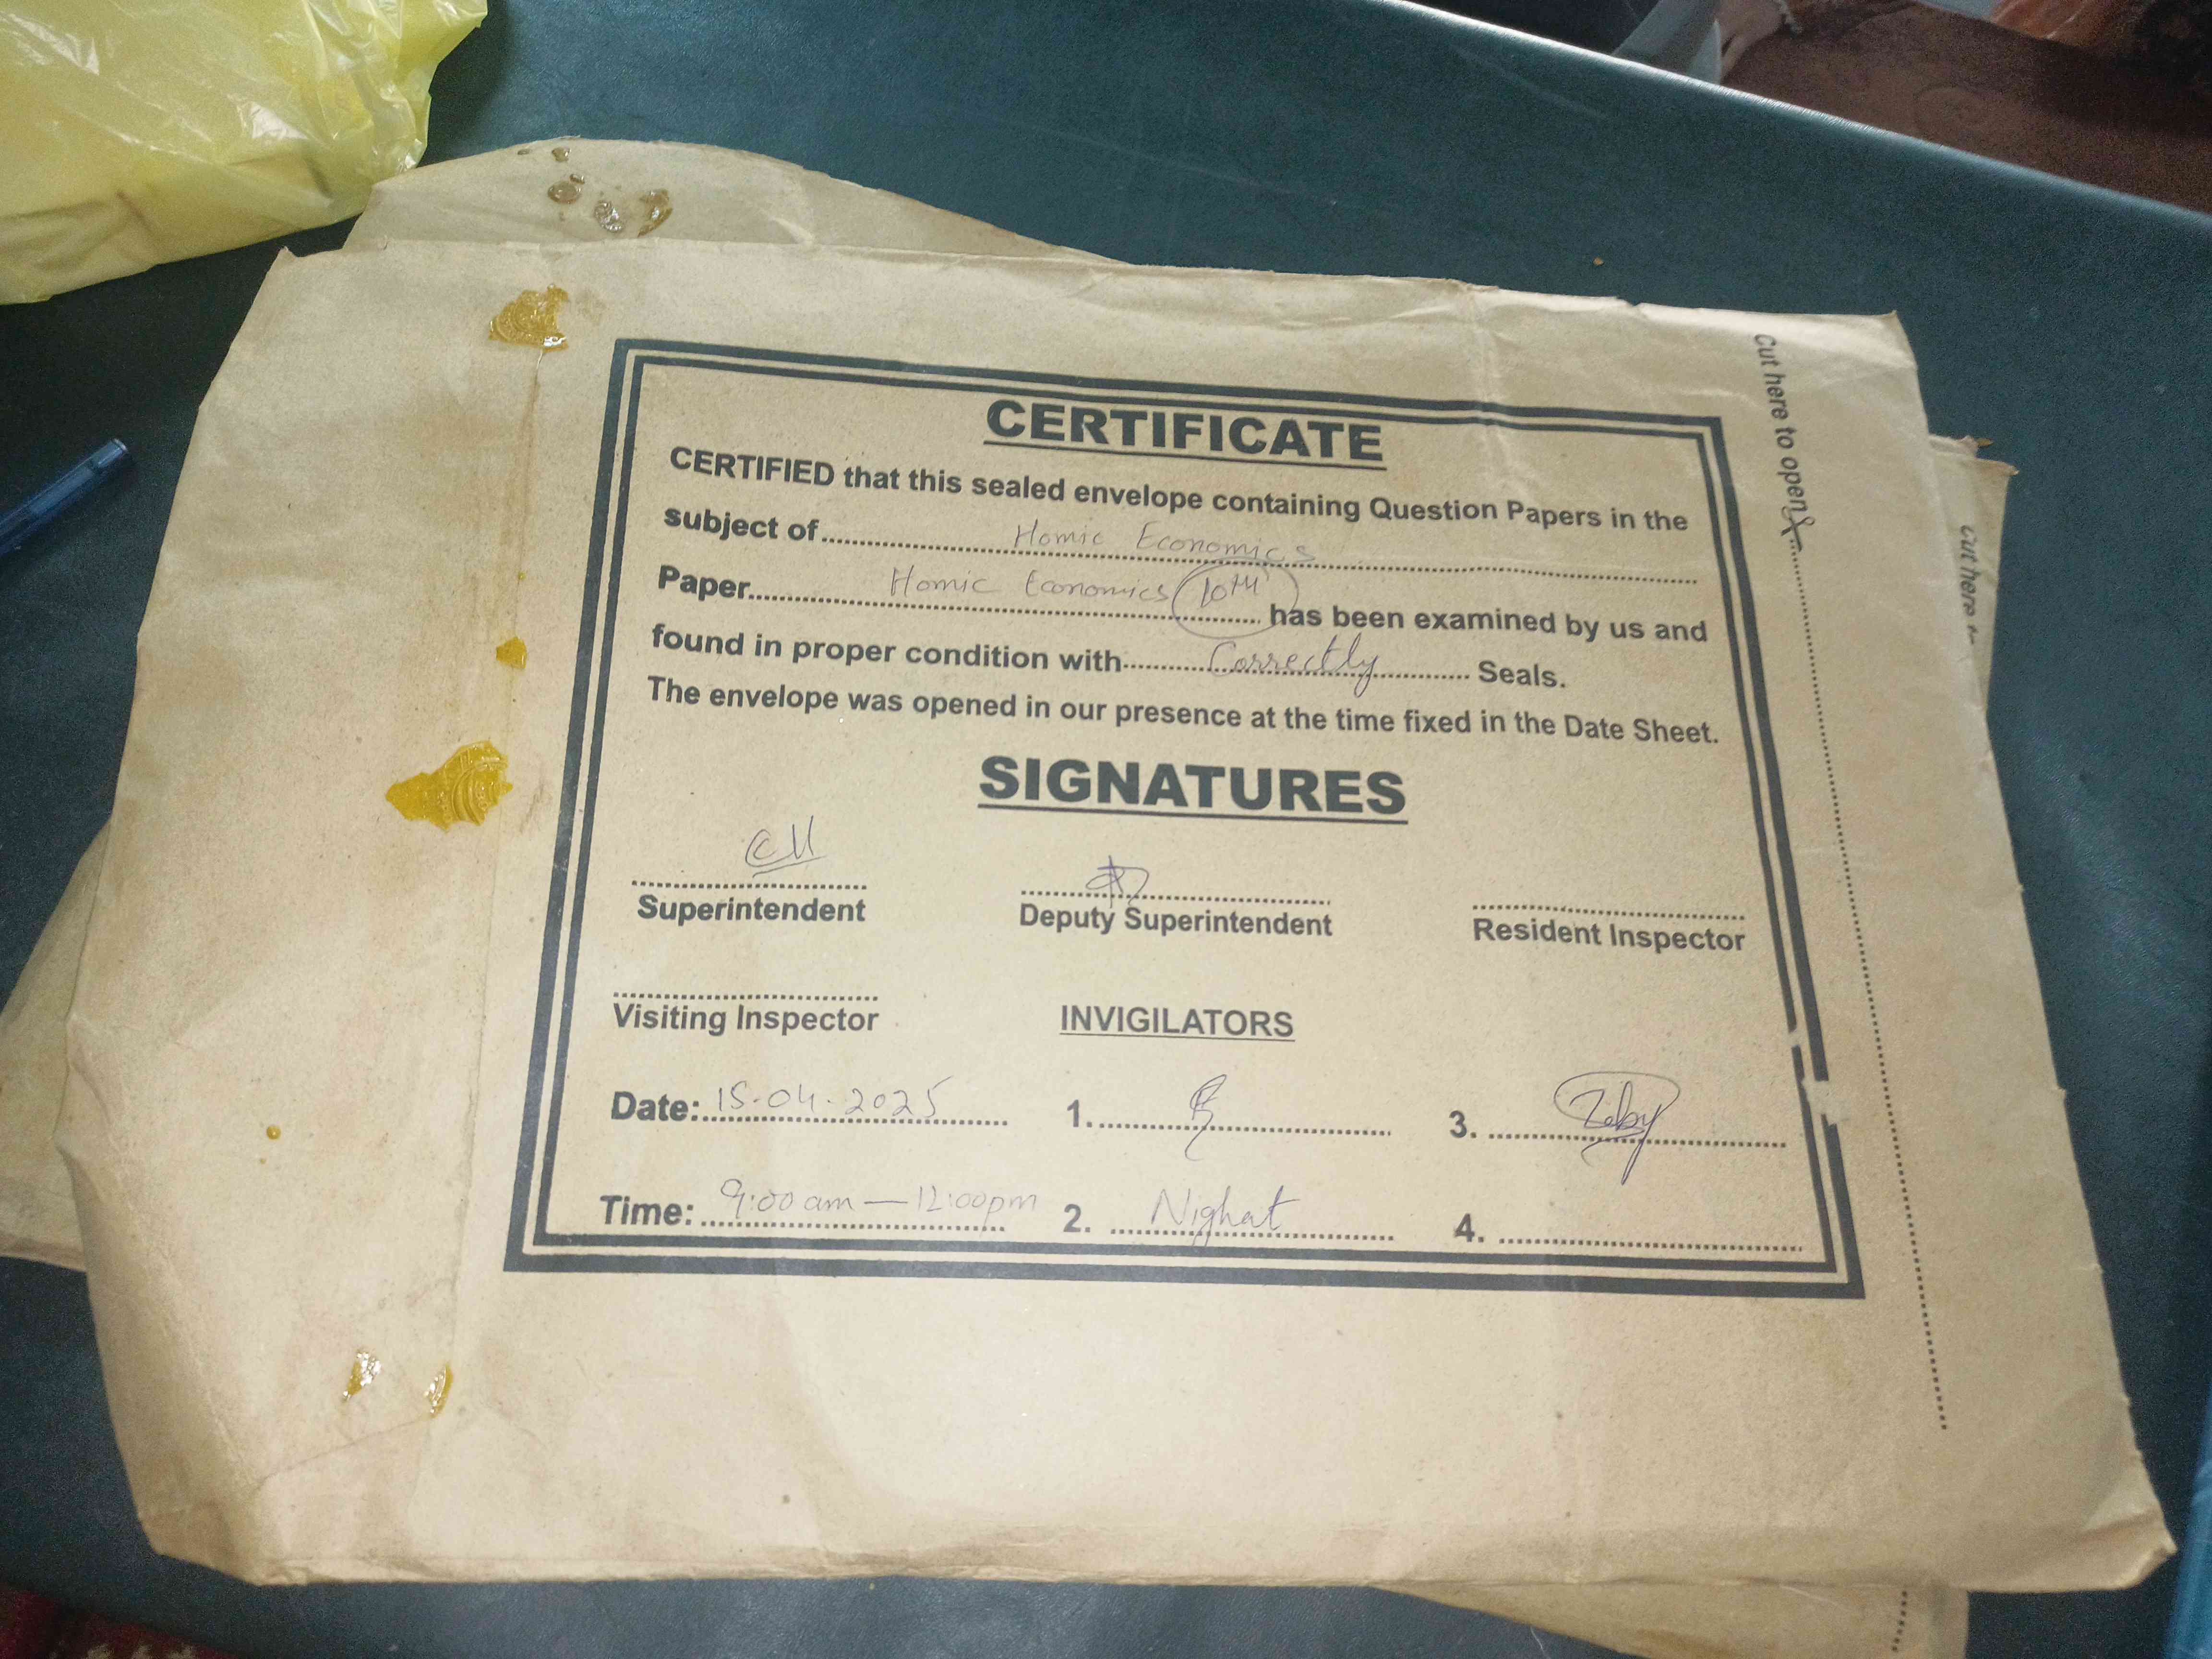 CERTIFICATE
CERTIFIED that this sealed envelope containing Question Papers in the
subject of Homic Economics
Paper Homic Economics 10th has been examined by us and
found in proper condition with Correctly Seals.
The envelope was opened in our presence at the time fixed in the Date Sheet.
SIGNATURES
Superintendent
Deputy Superintendent
Resident Inspector
Visiting Inspector
INVIGILATORS
Date: 15.04.2025
1.
3.
Time: 9:00 am — 12:00pm
2. Nighat
4.
Cut here to open
Cut here